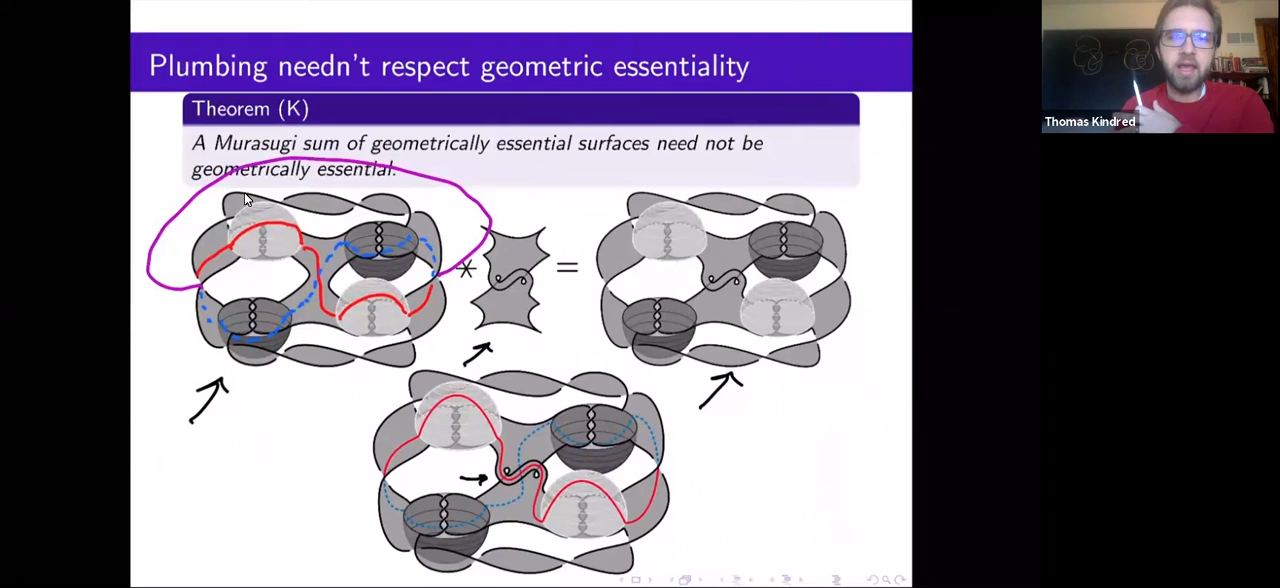 Plumbing needn't respect geometric essentiality
Theorem (K)
A Murasugi sum of geometrically essential surfaces need not be
geometrically essential.
* =
Thomas Kindred